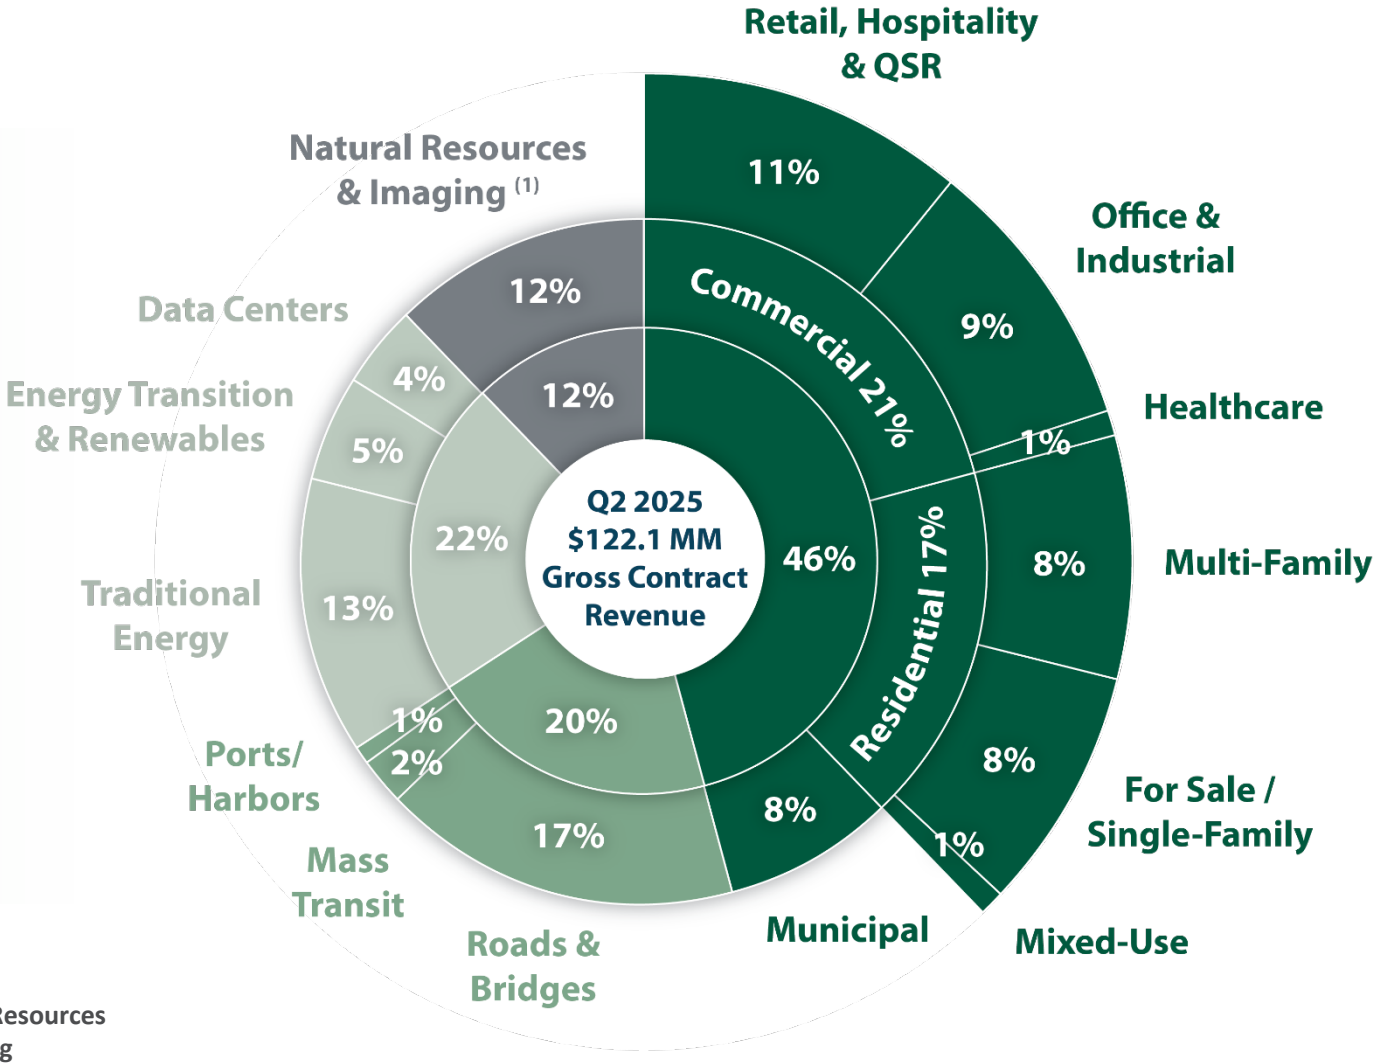 Retail, Hospitality
& QSR
11%
Natural Resources
& Imaging (1)
Office &
Industrial
12%
Commercial 21%
9%
Data Centers
4%
12%
Energy Transition
& Renewables
5%
Healthcare
1%
Q2 2025
$122.1 MM
Gross Contract
Revenue
22%
46%
Residential 17%
8%
Multi-Family
Traditional
Energy
13%
1%
20%
2%
8%
Ports/
Harbors
17%
8%
1%
For Sale /
Single-Family
Mass
Transit
Roads &
Bridges
Municipal
Mixed-Use
Resources
g